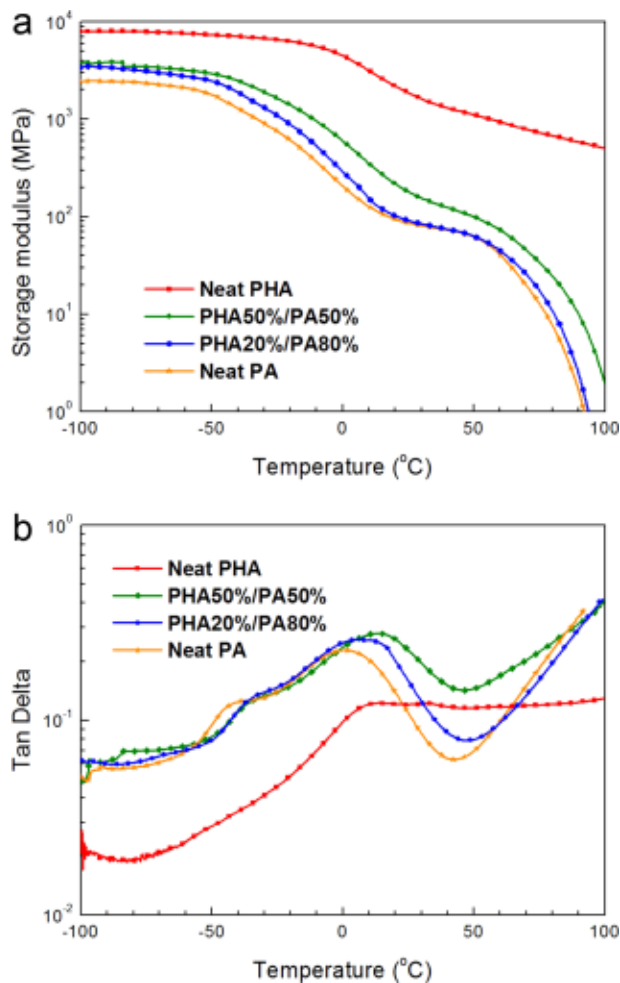 a
10⁴
10³
10²
10¹
10⁰
Storage modulus (MPa)
Neat PHA
PHA50%/PA50%
PHA20%/PA80%
Neat PA
-100 -50 0 50 100
Temperature (°C)
b
10⁰
10⁻¹
10⁻²
Tan Delta
Neat PHA
PHA50%/PA50%
PHA20%/PA80%
Neat PA
-100 -50 0 50 100
Temperature (°C)